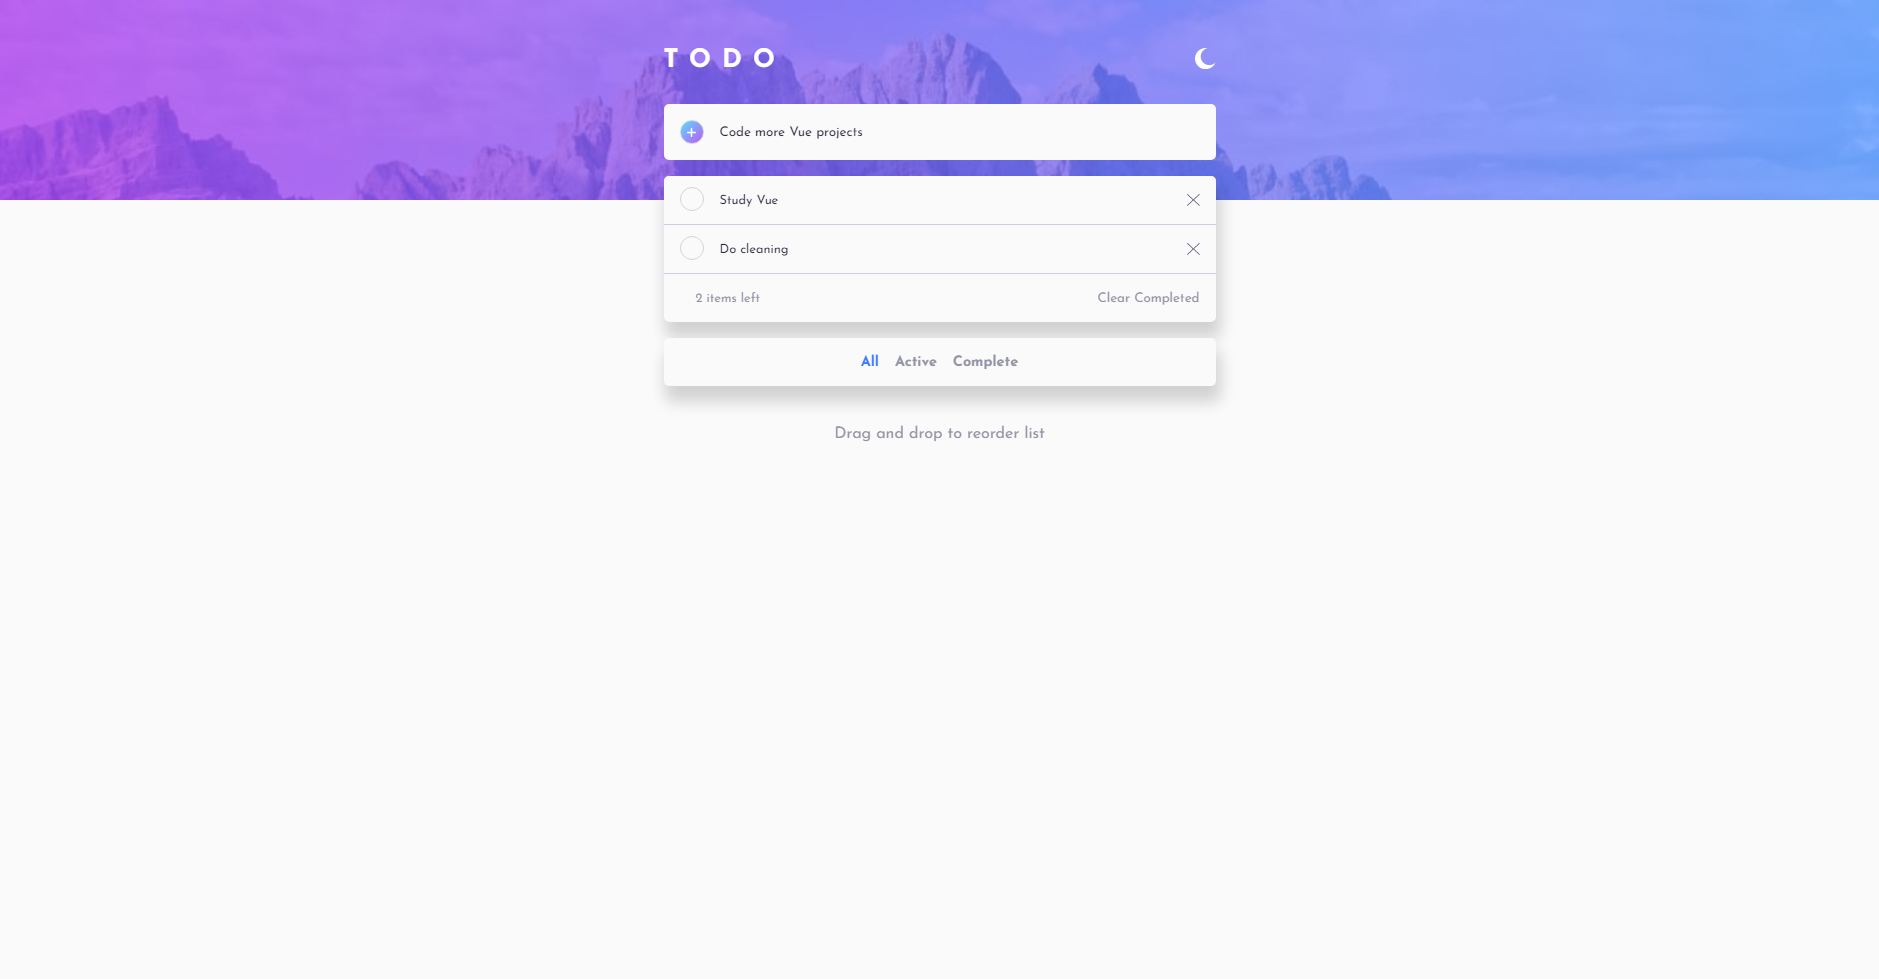 TODO
Code more Vue projects
Study Vue
Do cleaning
2 items left Clear Completed
All Active Complete
Drag and drop to reorder list